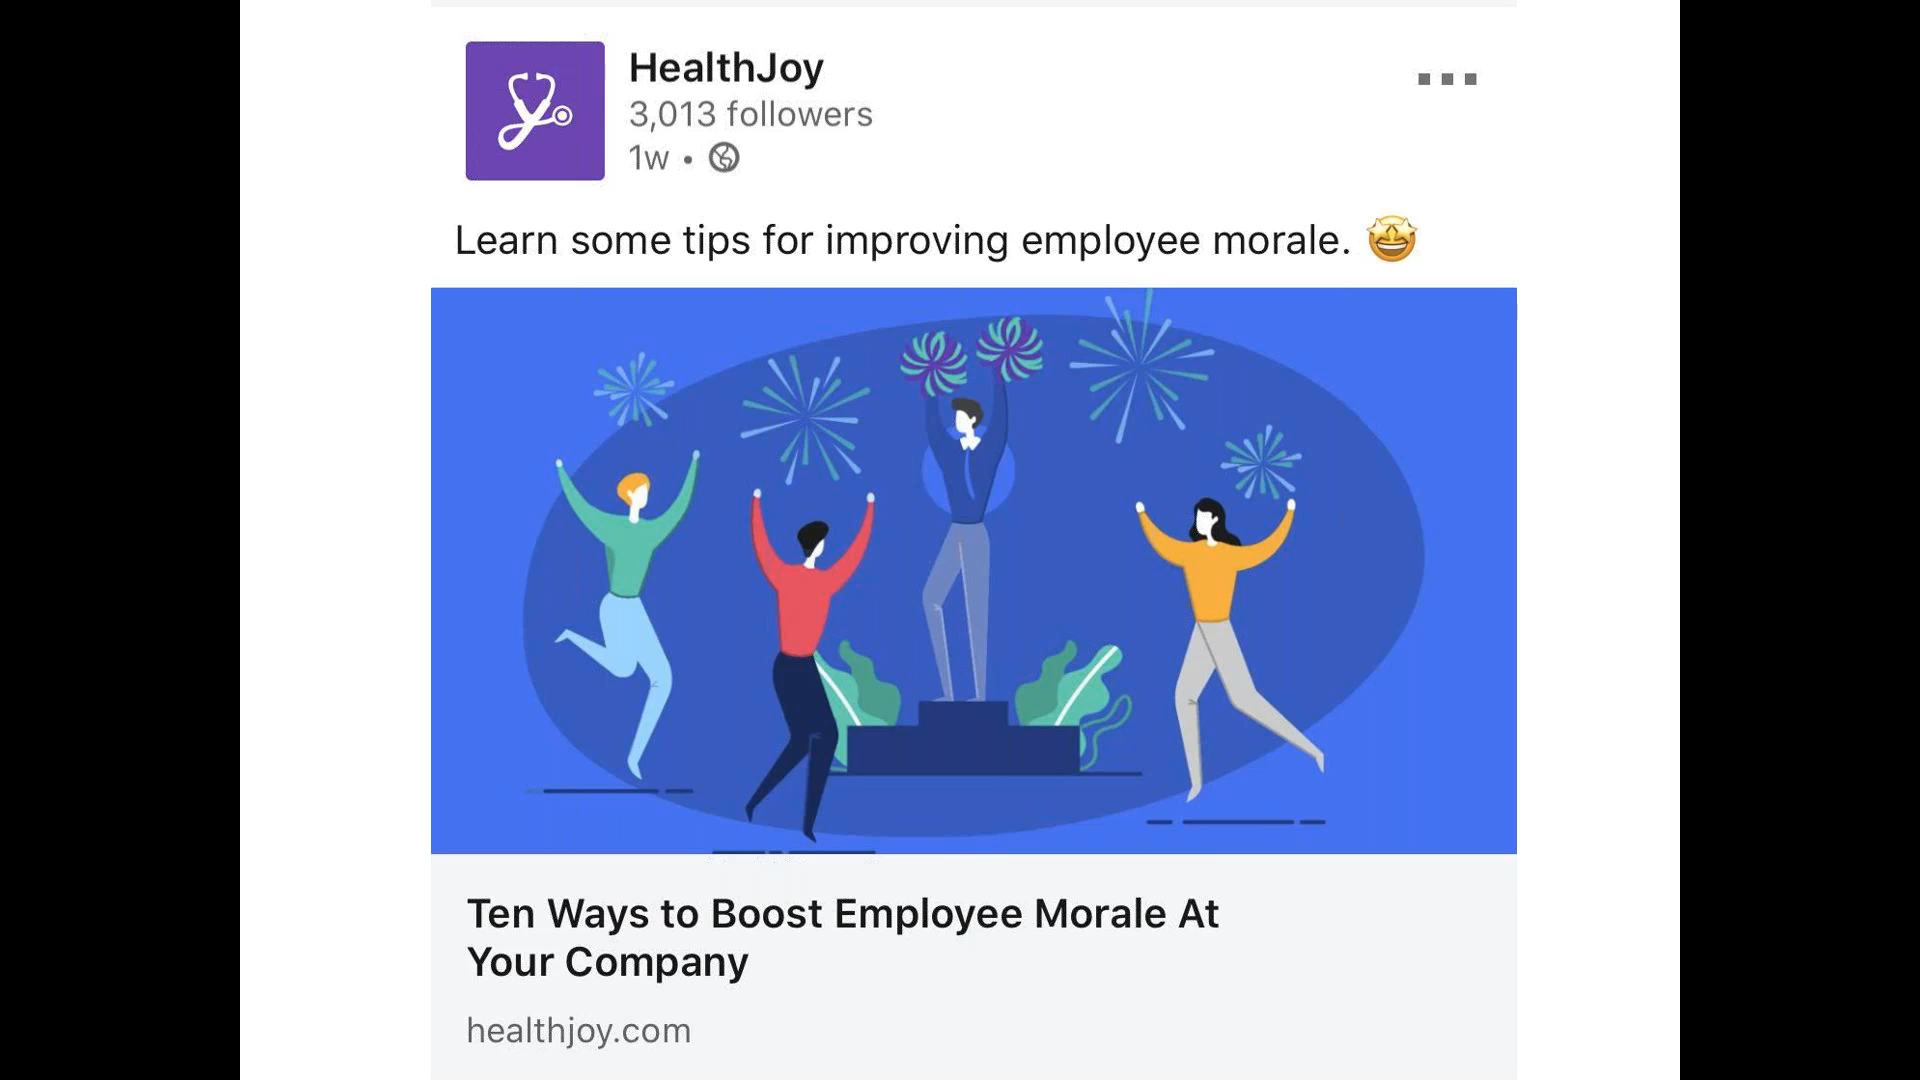 HealthJoy
3,013 followers
1w •
Learn some tips for improving employee morale. 🤩
Ten Ways to Boost Employee Morale At
Your Company
healthjoy.com